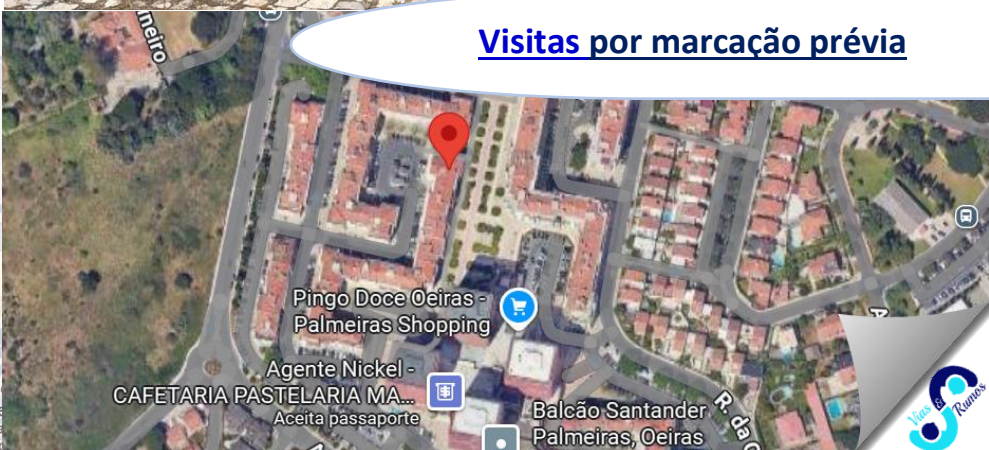 Visitas por marcação prévia
neiro
Pingo Doce Oeiras -
Palmeiras Shopping
Agente Nickel -
CAFETARIA PASTELARIA MA...
Aceita passaporte
Balcão Santander
Palmeiras, Oeiras
R. da
Vias &
Rumos